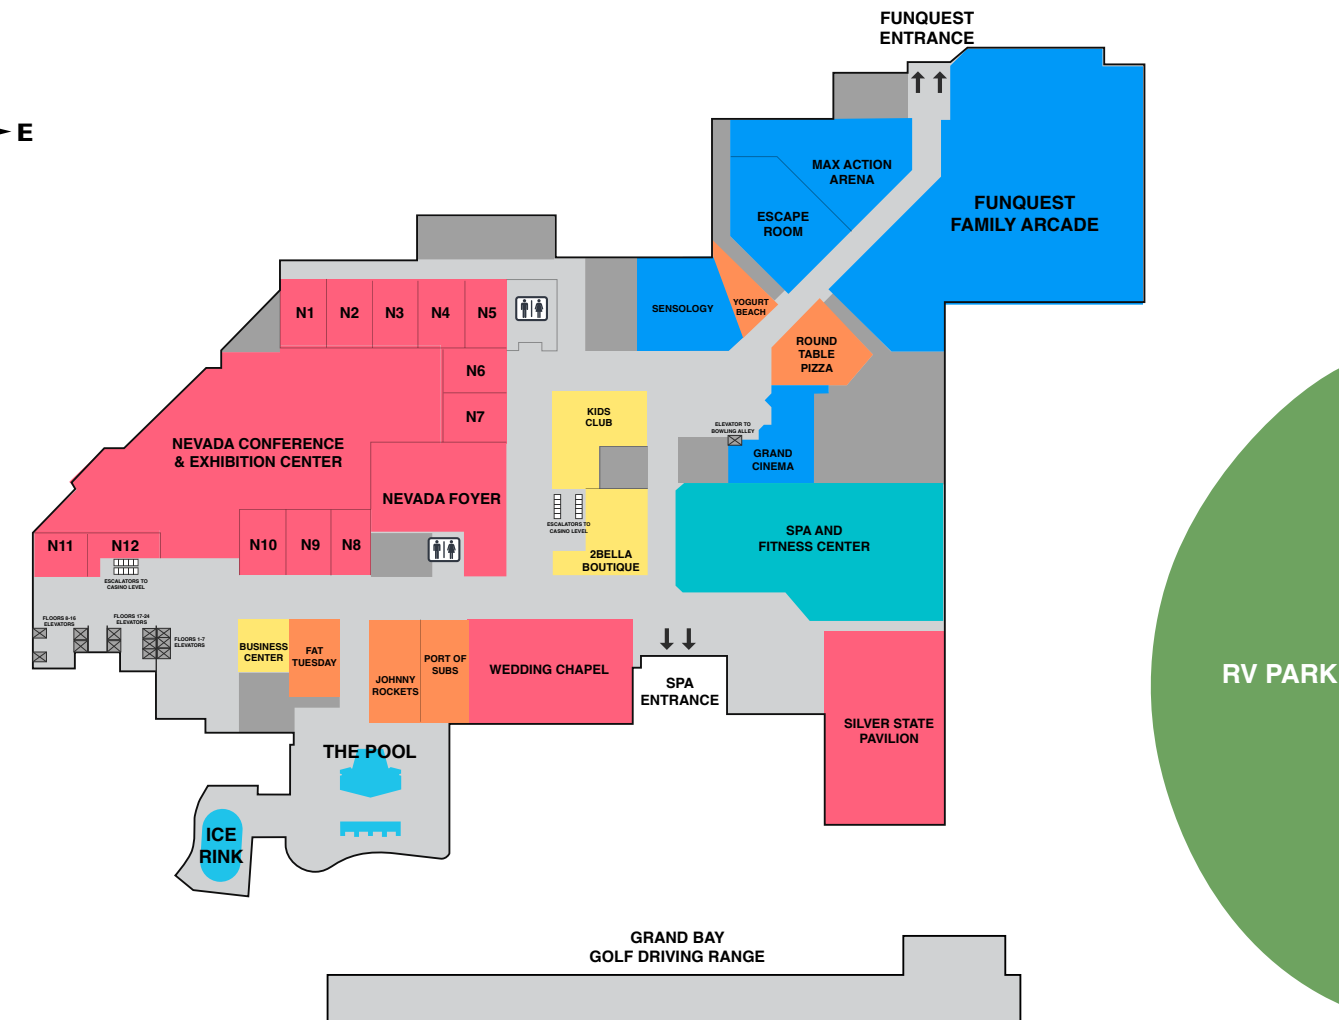 FUNQUEST
ENTRANCE
E
MAX ACTION
ARENA
FUNQUEST
FAMILY ARCADE
ESCAPE
ROOM
SENSOLOGY
YOGURT
BEACH
N1
N2
N3
N4
N5
ROUND
TABLE
PIZZA
N6
N7
KIDS
CLUB
ELEVATOR TO
BOWLING ALLEY
GRAND
CINEMA
NEVADA CONFERENCE
& EXHIBITION CENTER
NEVADA FOYER
ESCALATORS TO
CASINO LEVEL
2BELLA
BOUTIQUE
SPA AND
FITNESS CENTER
N11
N12
N10
N9
N8
ESCALATORS TO
CASINO LEVEL
FLOORS 8-16
ELEVATORS
FLOORS 17-24
ELEVATORS
FLOORS 1-7
ELEVATORS
BUSINESS
CENTER
FAT
TUESDAY
JOHNNY
ROCKETS
PORT OF
SUBS
WEDDING CHAPEL
SPA
ENTRANCE
SILVER STATE
PAVILION
RV PARK
THE POOL
ICE
RINK
GRAND BAY
GOLF DRIVING RANGE